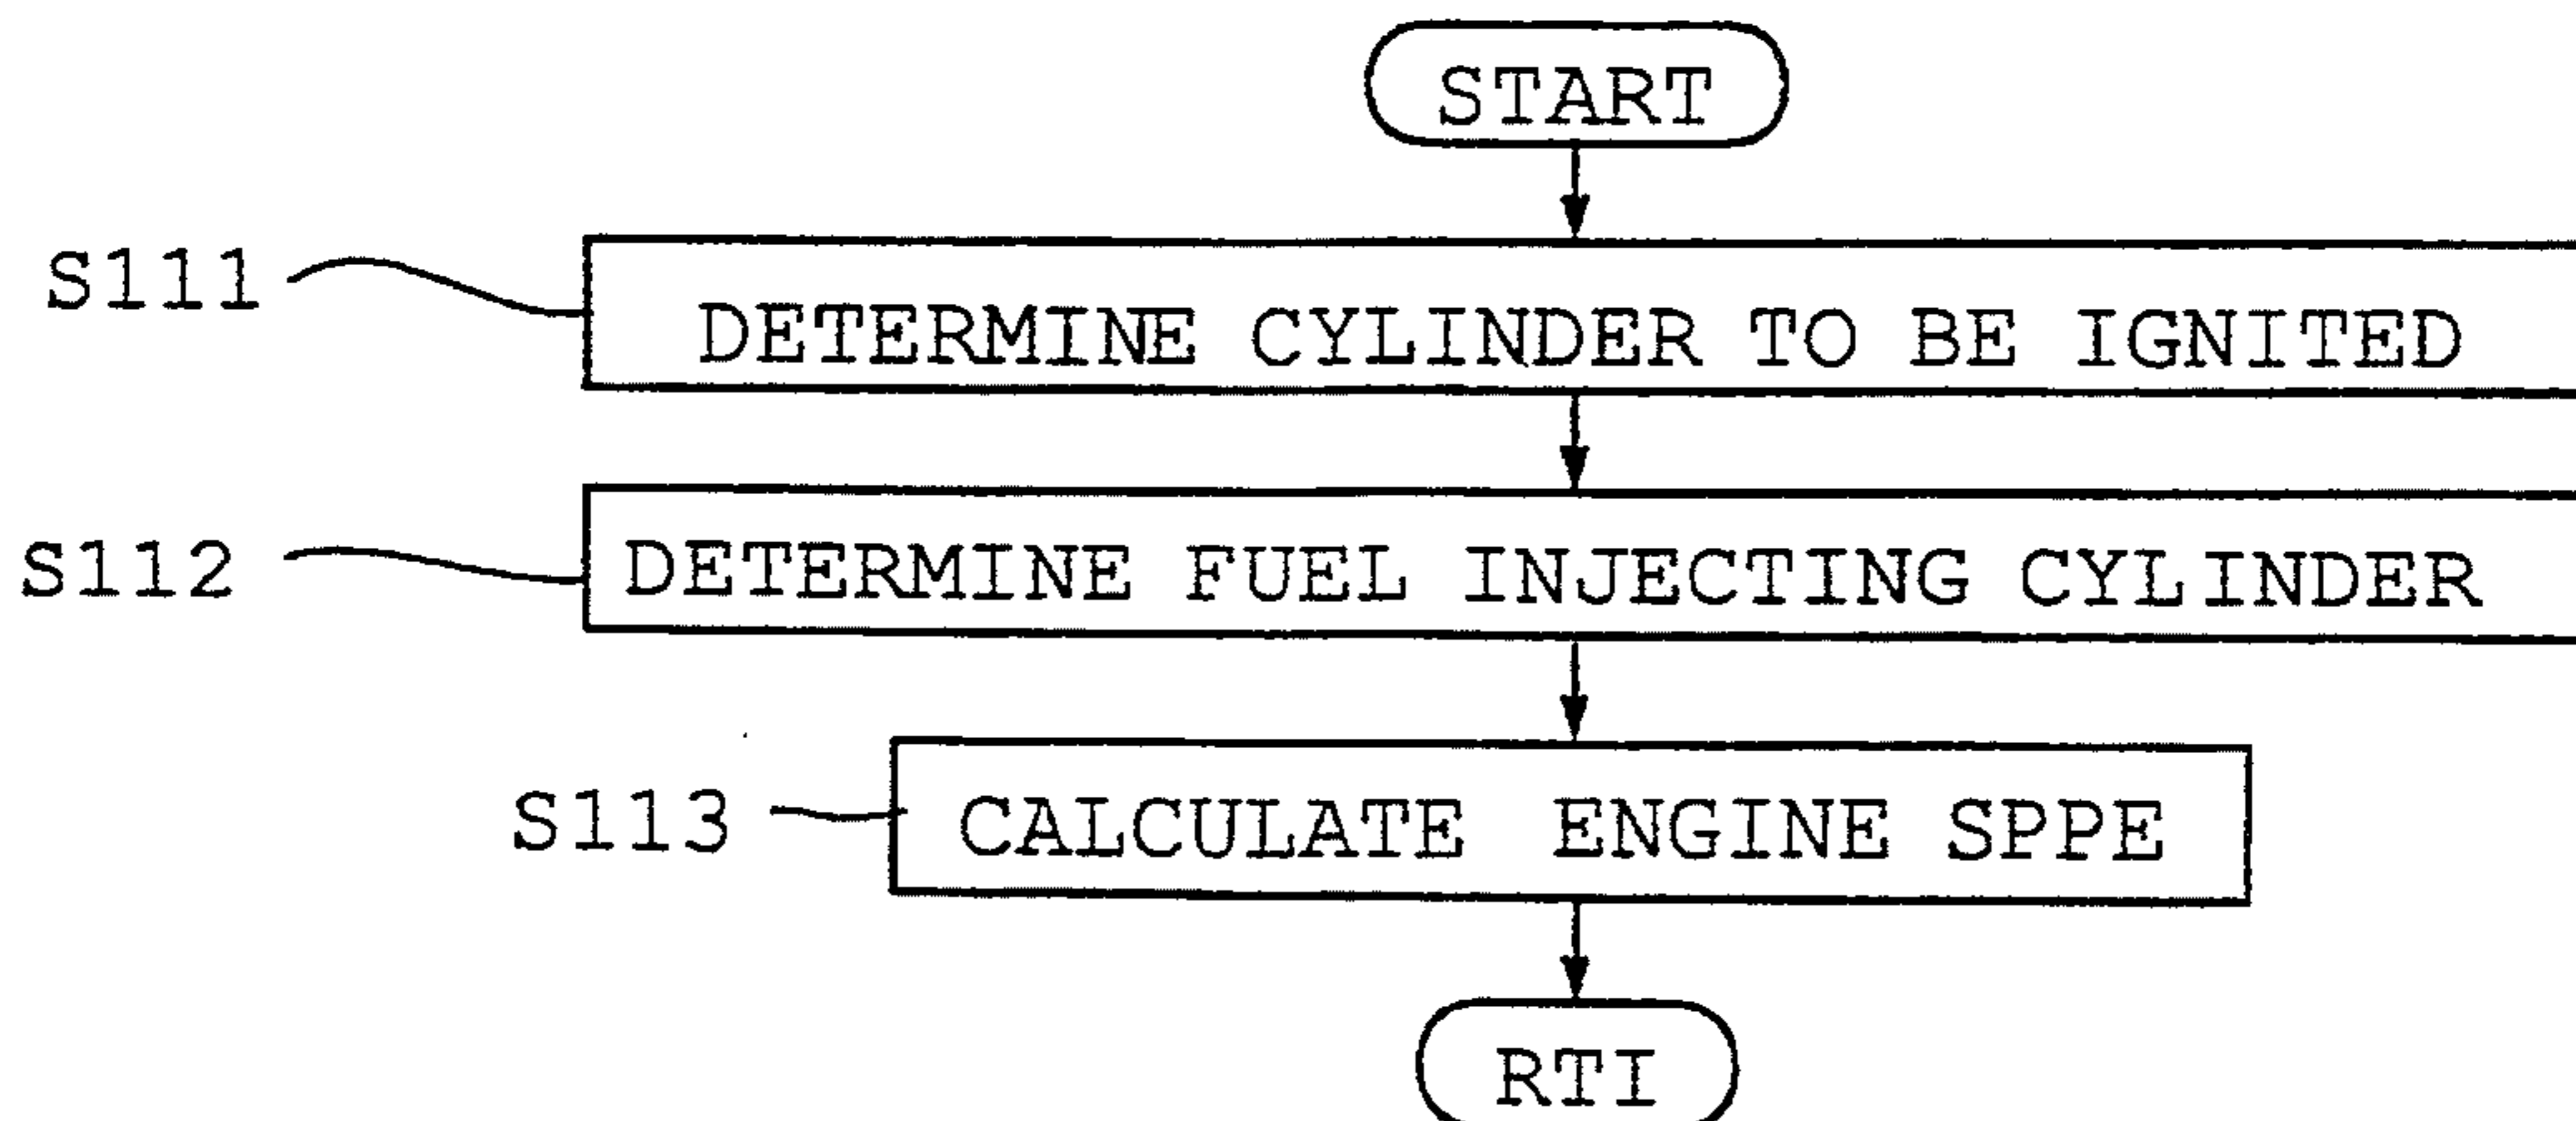 START
S111
DETERMINE CYLINDER TO BE IGNITED
S112
DETERMINE FUEL INJECTING CYLINDER
S113
CALCULATE ENGINE SPPE
RTI